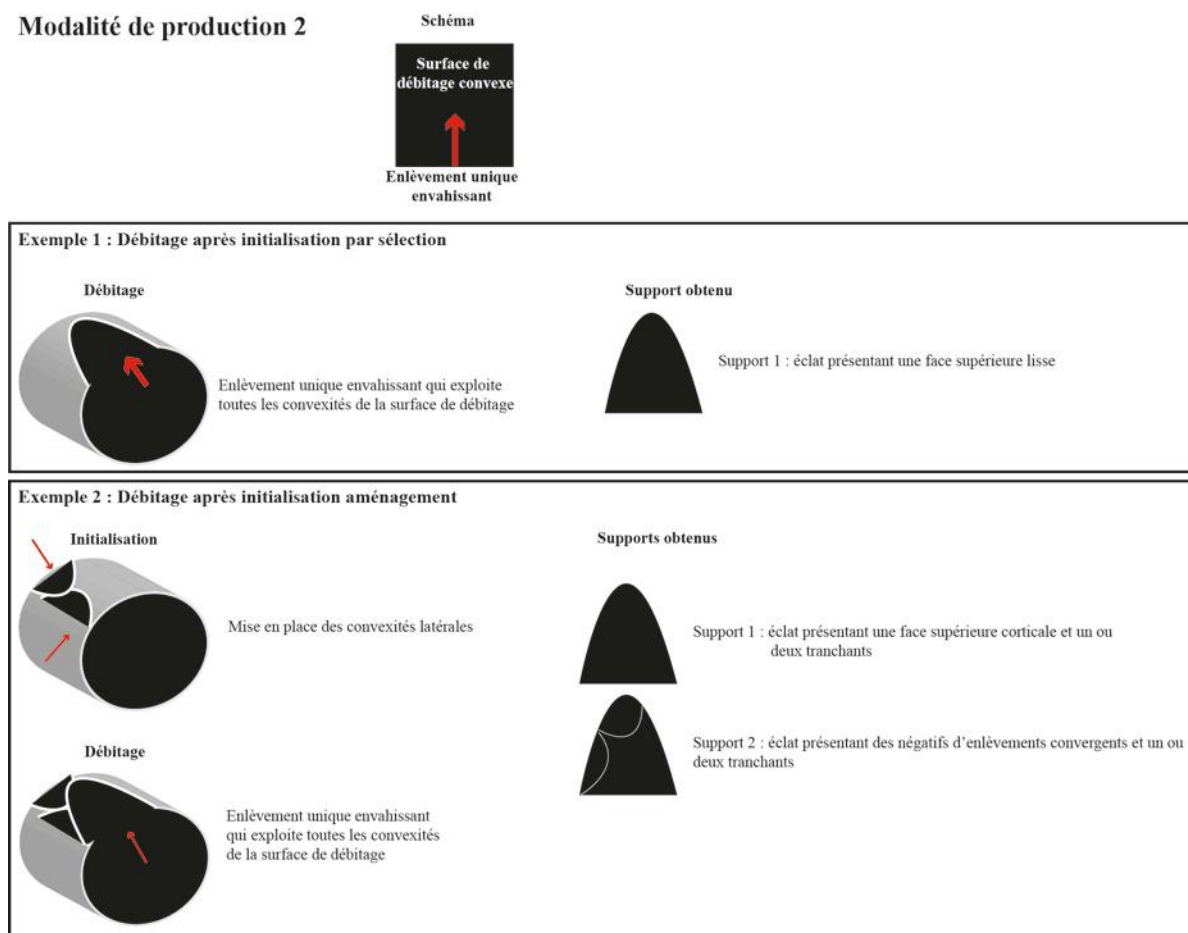 Modalité de production 2
Schéma
Surface de
débitage convexe
Enlèvement unique
envahissant
Exemple 1 : Débitage après initialisation par sélection
Débitage
Enlèvement unique envahissant qui exploite
toutes les convexités de la surface de débitage
Support obtenu
Support 1 : éclat présentant une face supérieure lisse
Exemple 2 : Débitage après initialisation aménagement
Initialisation
Mise en place des convexités latérales
Supports obtenus
Support 1 : éclat présentant une face supérieure corticale et un ou
deux tranchants
Support 2 : éclat présentant des négatifs d’enlèvements convergents et un ou
deux tranchants
Débitage
Enlèvement unique envahissant
qui exploite toutes les convexités
de la surface de débitage